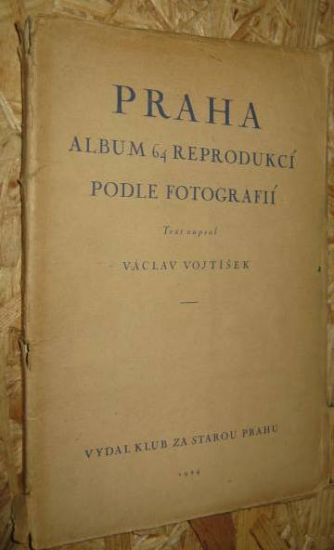 PRAHA
ALBUM 64 REPRODUKCÍ
PODLE FOTOGRAFIÍ
Text napsal
VÁCLAV VOJTÍŠEK
VYDAL KLUB ZA STAROU PRAHU